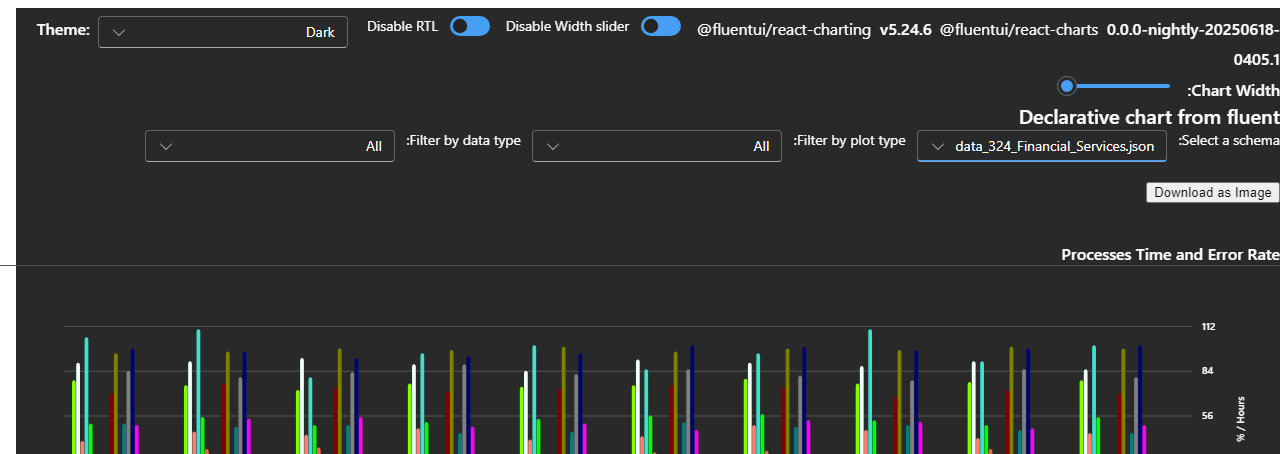 Theme:
Dark
Disable RTL
Disable Width slider
@fluentui/react-charting v5.24.6 @fluentui/react-charts 0.0.0-nightly-20250618-
0405.1
:Chart Width
Declarative chart from fluent
:Select a schema
data_324_Financial_Services.json
:Filter by plot type
All
:Filter by data type
All
Download as Image
Processes Time and Error Rate
112
84
56
% / Hours